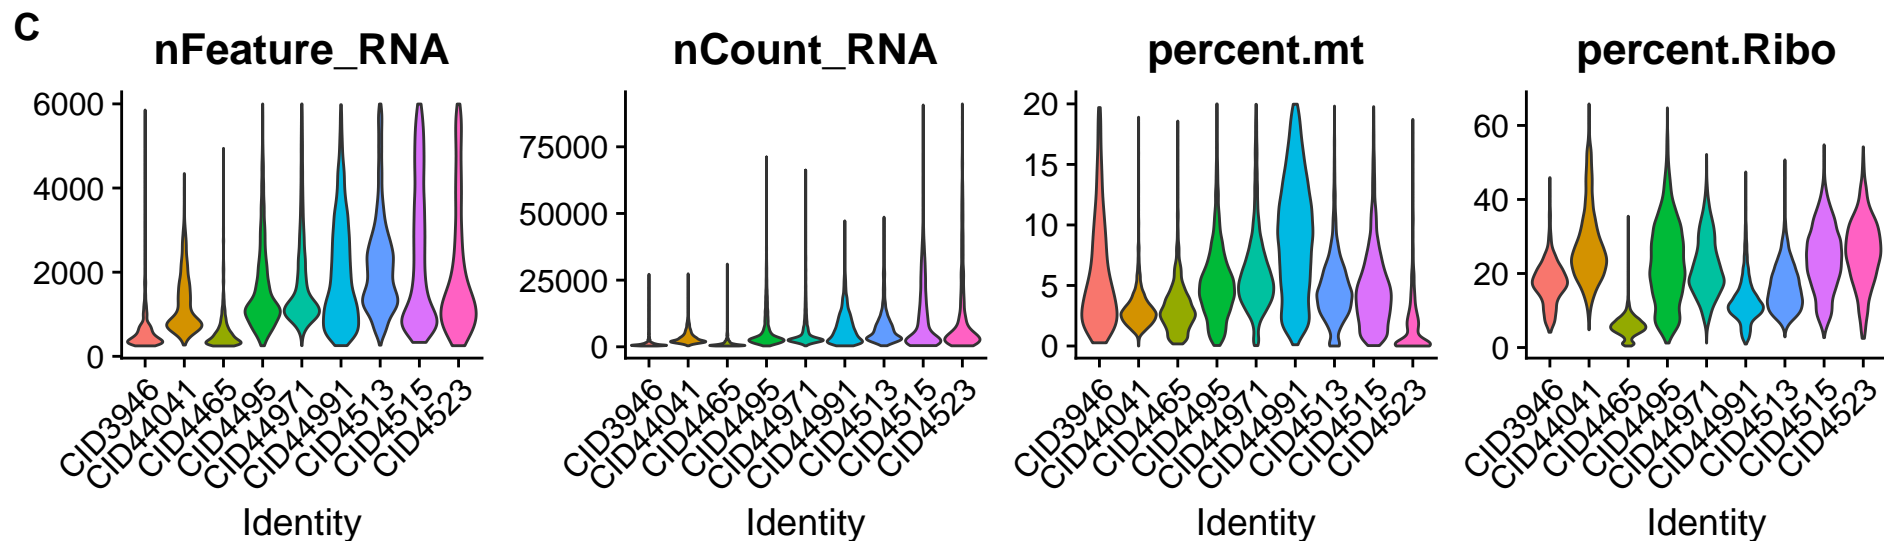 C
nFeature_RNA
6000
4000
2000
0
CID3946
CID44041
CID4465
CID4495
CID44971
CID44991
CID4513
CID4515
CID4523
Identity
nCount_RNA
75000
50000
25000
0
CID3946
CID44041
CID4465
CID4495
CID44971
CID44991
CID4513
CID4515
CID4523
Identity
percent.mt
20
15
10
5
0
CID3946
CID44041
CID4465
CID4495
CID44971
CID44991
CID4513
CID4515
CID4523
Identity
percent.Ribo
60
40
20
0
CID3946
CID44041
CID4465
CID4495
CID44971
CID44991
CID4513
CID4515
CID4523
Identity